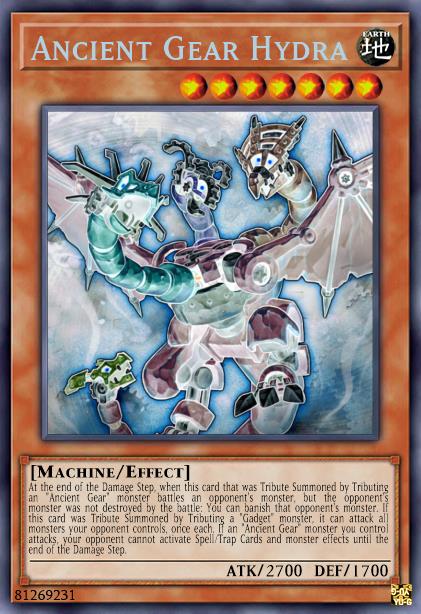 ANCIENT GEAR HYDRA
EARTH
地
[MACHINE/EFFECT]
At the end of the Damage Step, when this card that was Tribute Summoned by Tributing
an "Ancient Gear" monster battles an opponent's monster, but the opponent's
monster was not destroyed by the battle: You can banish that opponent's monster. If
this card was Tribute Summoned by Tributing a "Gadget" monster, it can attack all
monsters your opponent controls, once each. If an "Ancient Gear" monster you control
attacks, your opponent cannot activate Spell/Trap Cards and monster effects until the
end of the Damage Step.
ATK/2700 DEF/1700
81269231